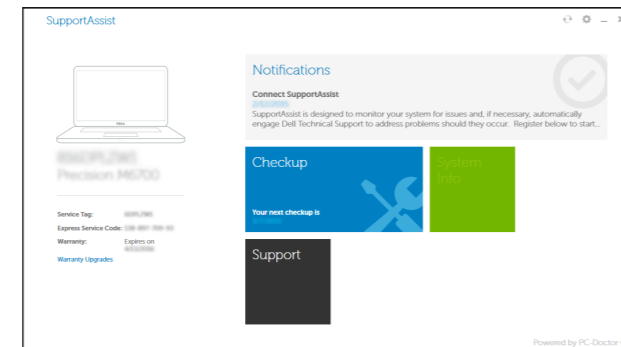 SupportAssist
Notifications
Connect SupportAssist
SupportAssist is designed to monitor your system for issues and, if necessary, automatically
engage Dell Technical Support to address problems should they occur. Register below to start...
Precision M6700
Checkup
System
Info
Your next checkup is
Service Tag:
Express Service Code:
Warranty: Expires on
Warranty Upgrades
Support
Powered by PC-Doctor